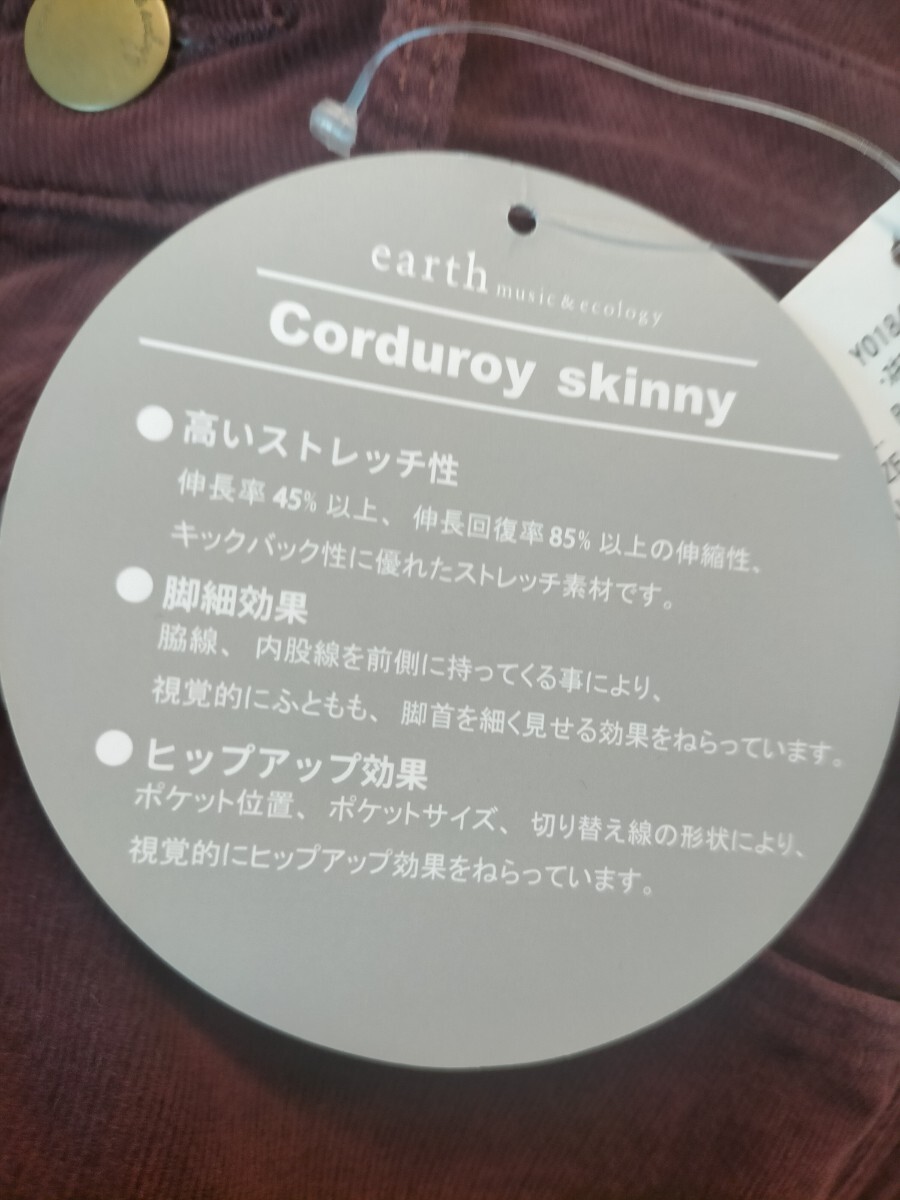 earth music & ecology
Corduroy skinny
● 高いストレッチ性
伸長率45%以上、伸長回復率85%以上の伸縮性、
キックバック性に優れたストレッチ素材です。
● 脚細効果
脇線、内股線を前側に持ってくる事により、
視覚的にふともも、脚首を細く見せる効果をねらっています。
● ヒップアップ効果
ポケット位置、ポケットサイズ、切り替え線の形状により、
視覚的にヒップアップ効果をねらっています。
Y018